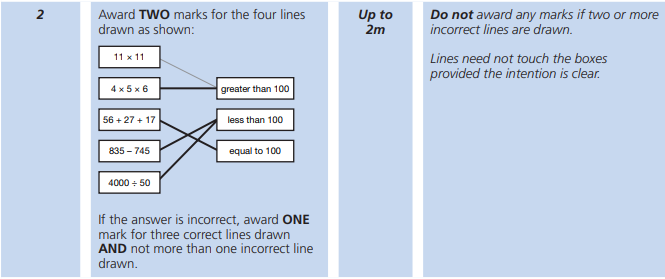 2
Award TWO marks for the four lines
drawn as shown:
11 × 11
4 × 5 × 6
56 + 27 + 17
835 – 745
4000 ÷ 50
greater than 100
less than 100
equal to 100
If the answer is incorrect, award ONE
mark for three correct lines drawn
AND not more than one incorrect line
drawn.
Up to
2m
Do not award any marks if two or more
incorrect lines are drawn.
Lines need not touch the boxes
provided the intention is clear.